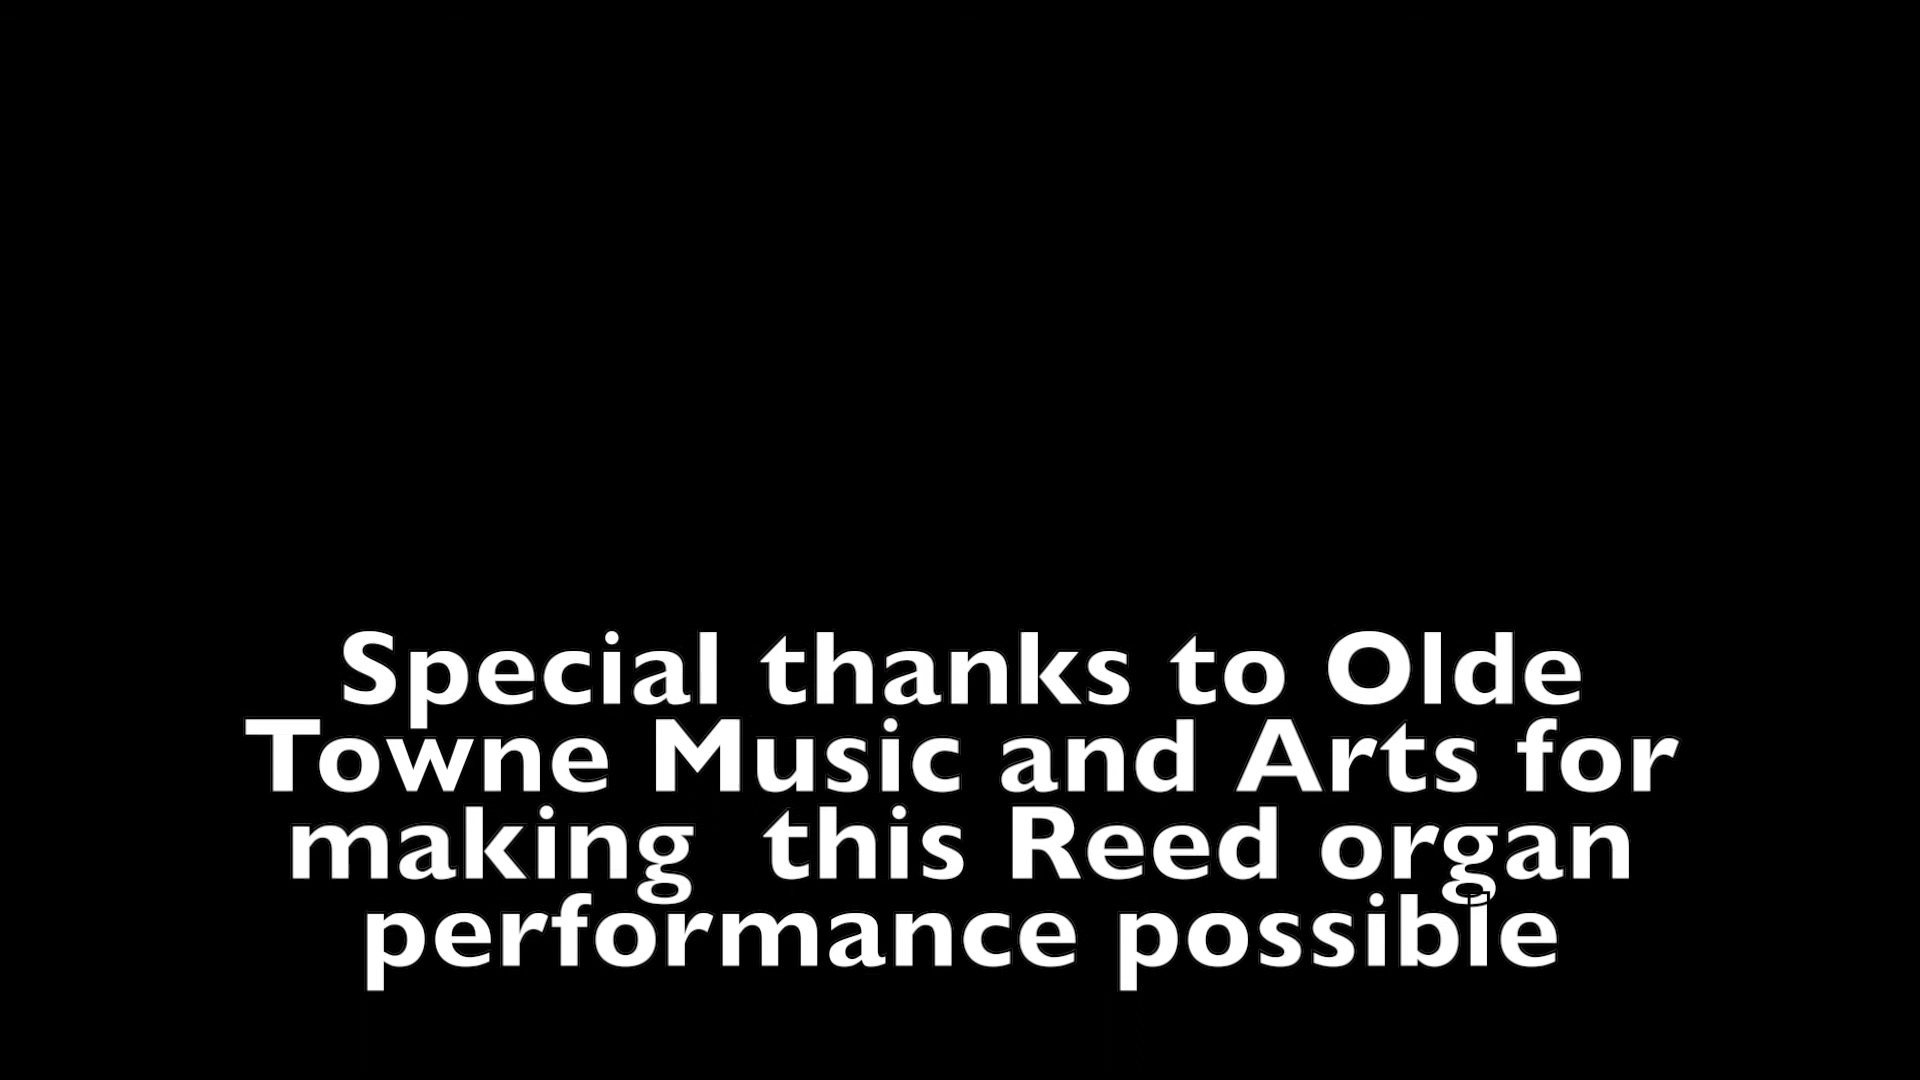 Special thanks to Olde
Towne Music and Arts for
making  this Reed organ
performance possible